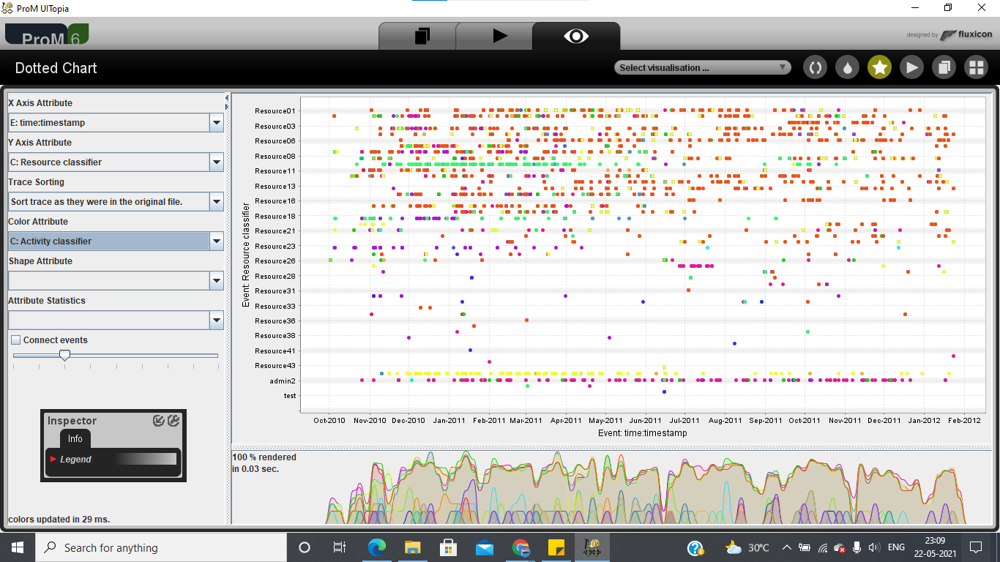 ProM UITopia
ProM 6
designed by fluxicon
Dotted Chart
Select visualisation ...
X Axis Attribute
E: time:timestamp
Y Axis Attribute
C: Resource classifier
Trace Sorting
Sort trace as they were in the original file.
Color Attribute
C: Activity classifier
Shape Attribute
Attribute Statistics
Connect events
Inspector
Info
Legend
colors updated in 29 ms.
Event: Resource classifier
Resource01
Resource03
Resource06
Resource08
Resource11
Resource13
Resource16
Resource18
Resource21
Resource23
Resource26
Resource28
Resource31
Resource33
Resource36
Resource38
Resource41
Resource43
admin2
test
Oct-2010 Nov-2010 Dec-2010 Jan-2011 Feb-2011 Mar-2011 Apr-2011 May-2011 Jun-2011 Jul-2011 Aug-2011 Sep-2011 Oct-2011 Nov-2011 Dec-2011 Jan-2012 Feb-2012
Event: time:timestamp
100 % rendered
in 0.03 sec.
Search for anything
30°C
ENG
23:09
22-05-2021